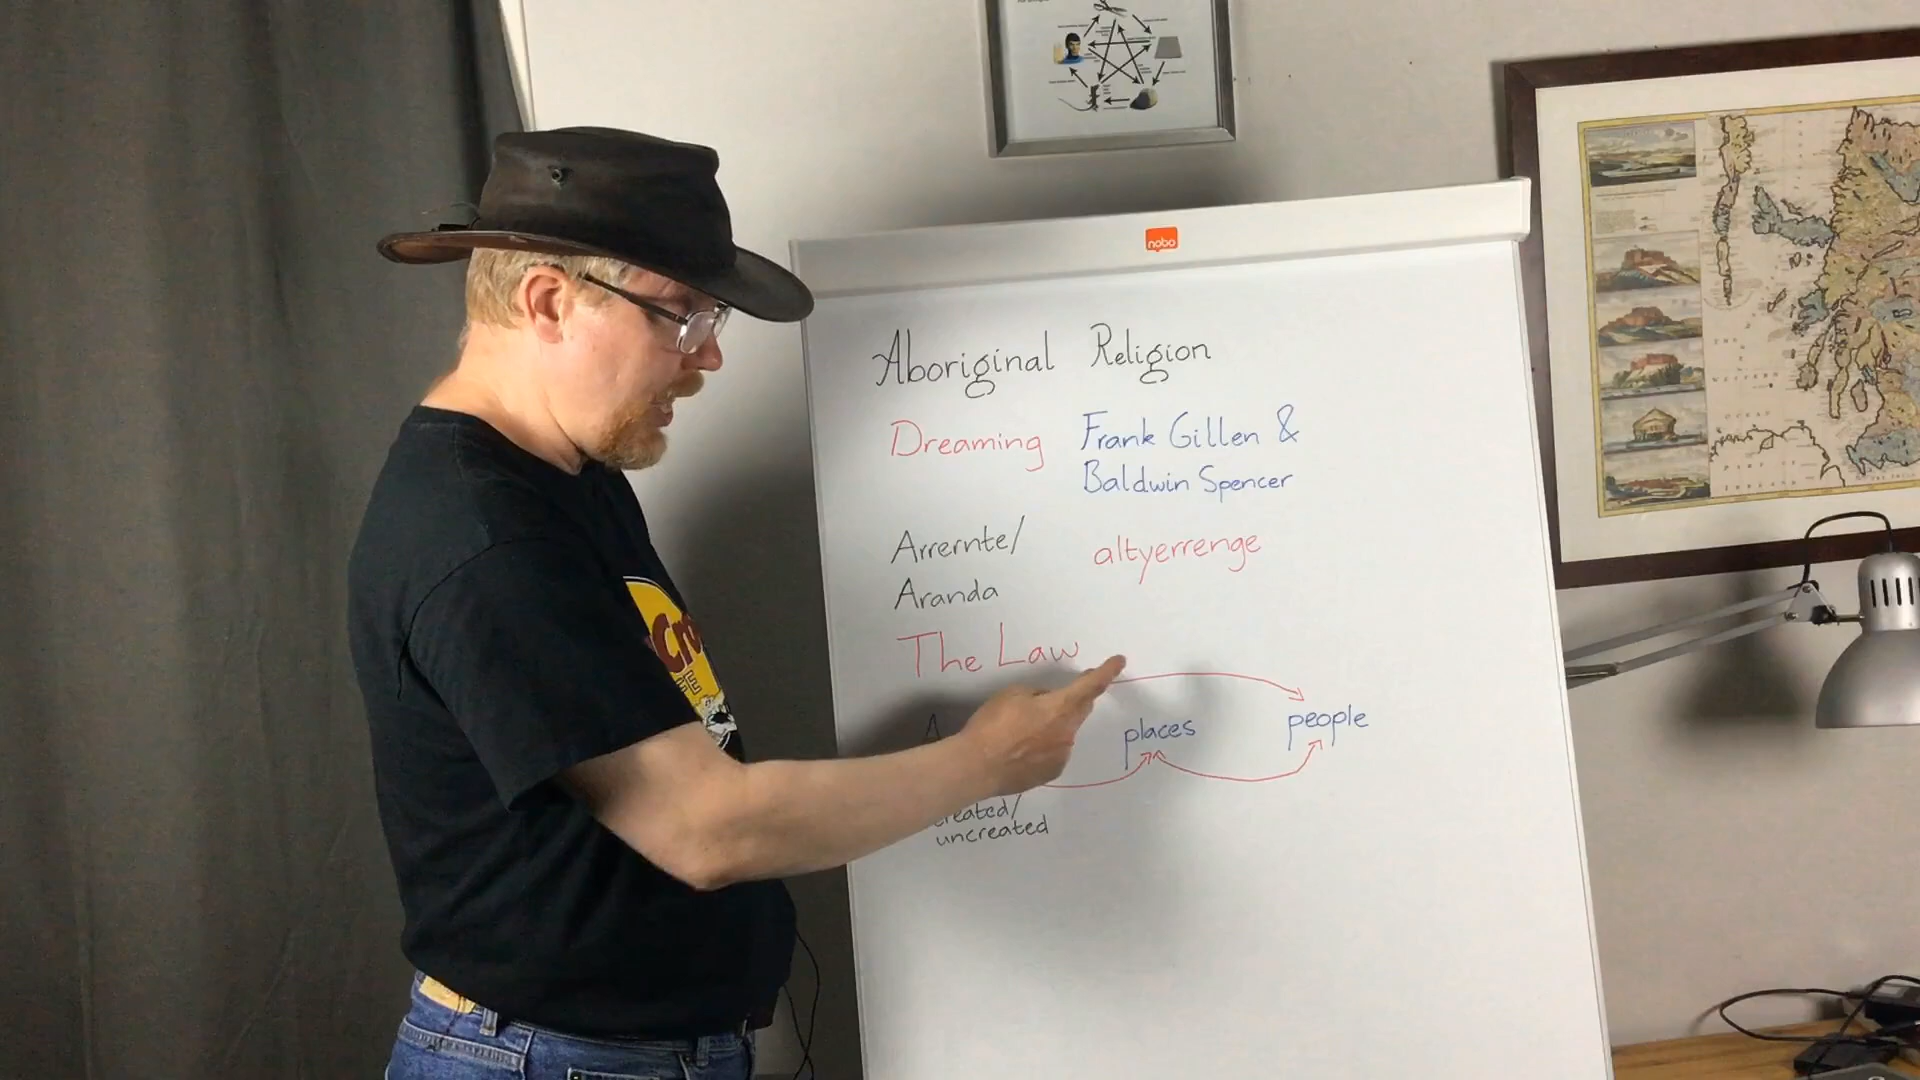 nobo
Aboriginal Religion
Dreaming Frank Gillen &
Baldwin Spencer
Arrernte/ altyerrenge
Aranda
The Law
places people
created/
uncreated